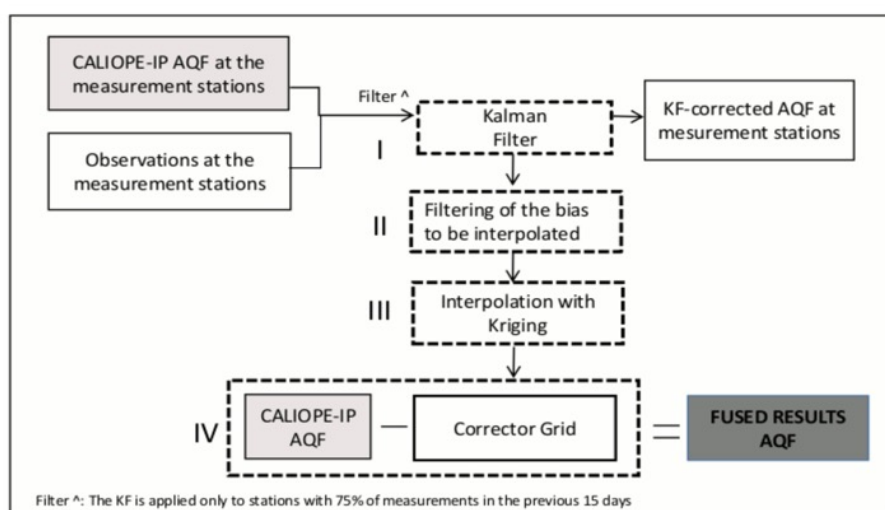 CALIOPE-IP AQF at the
measurement stations
Observations at the
measurement stations
Filter ^
I
Kalman
Filter
KF-corrected AQF at
mesurement stations
II
Filtering of the bias
to be interpolated
III
Interpolation with
Kriging
IV
CALIOPE-IP
AQF
—
Corrector Grid
=
FUSED RESULTS
AQF
Filter ^: The KF is applied only to stations with 75% of measurements in the previous 15 days